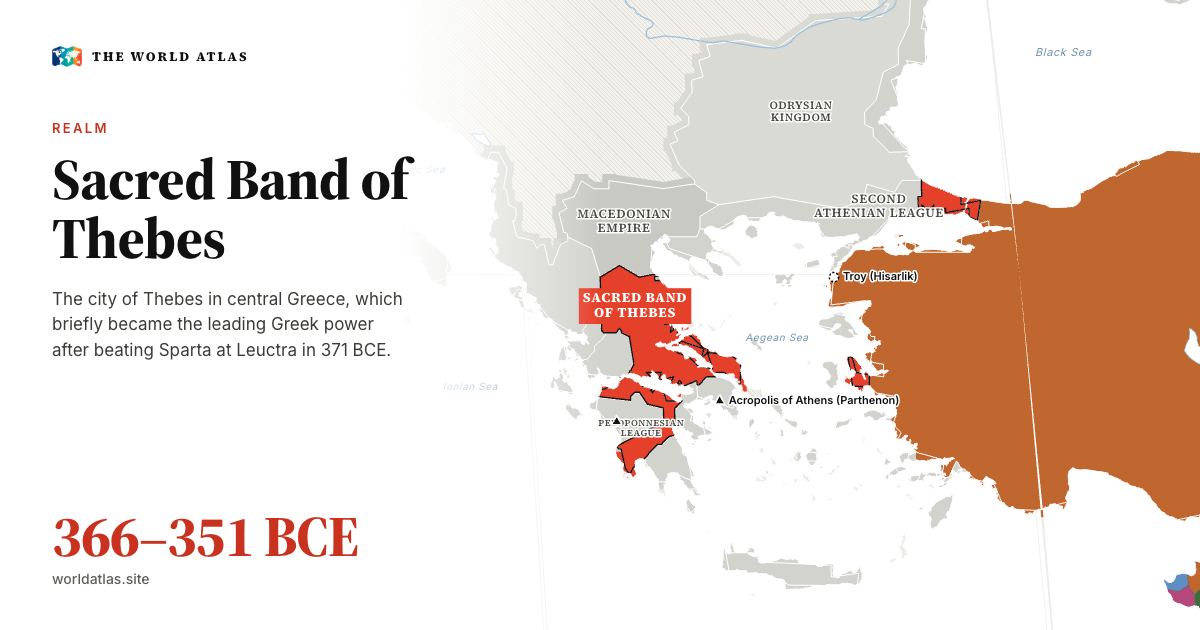 THE WORLD ATLAS
REALM
Sacred Band of
Thebes
The city of Thebes in central Greece, which
briefly became the leading Greek power
after beating Sparta at Leuctra in 371 BCE.
366–351 BCE
worldatlas.site
Black Sea
ODRYSIAN
KINGDOM
Sea
SECOND
ATHENIAN LEAGUE
MACEDONIAN
EMPIRE
Troy (Hisarlik)
SACRED BAND
OF THEBES
Aegean Sea
Ionian Sea
Acropolis of Athens (Parthenon)
LEAGUE